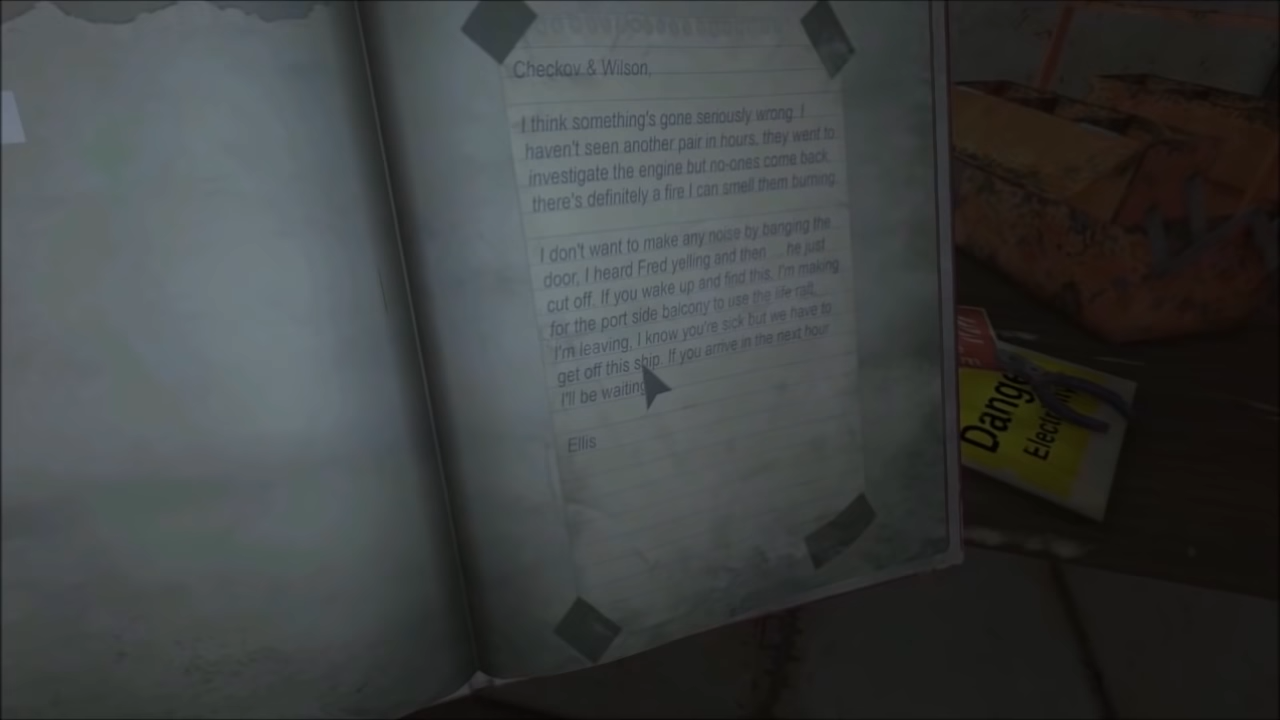 Checkov & Wilson,
I think something's gone seriously wrong. I
haven't seen another pair in hours, they went to
investigate the engine but no-ones come back,
there's definitely a fire I can smell them burning.
I don't want to make any noise by banging the
door, I heard Fred yelling and then ... he just
cut off. If you wake up and find this, I'm making
for the port side balcony to use the life raft,
I'm leaving, I know you're sick but we have to
get off this ship. If you arrive in the next hour
I'll be waiting
Ellis
Dange
Elect